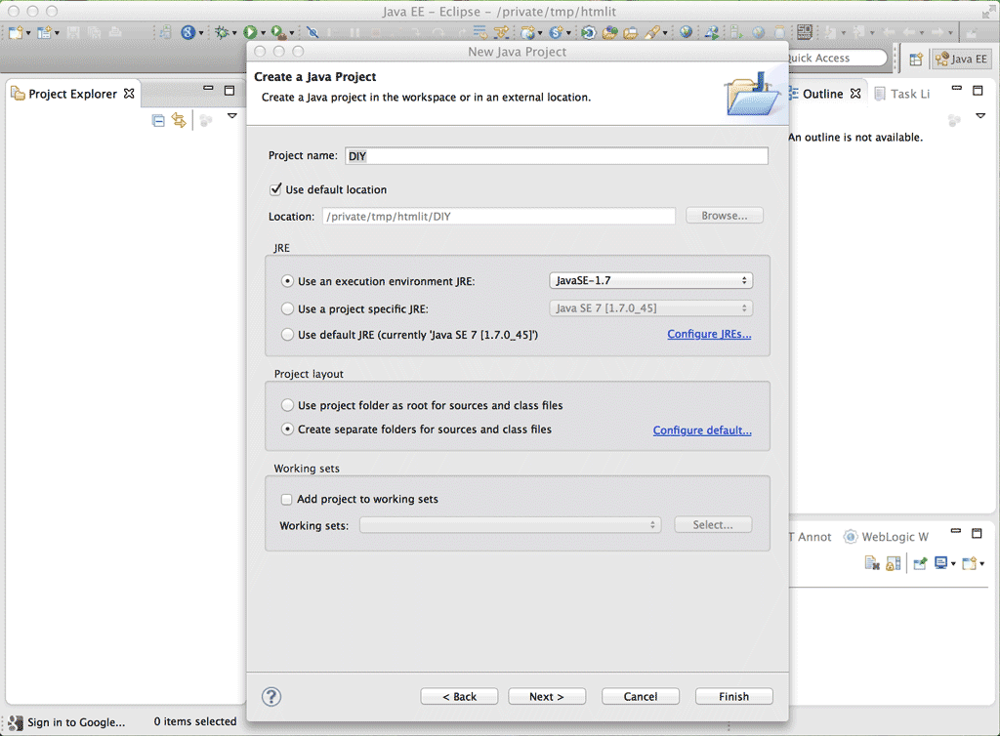 Java EE - Eclipse - /private/tmp/htmlit
uick Access
Java EE
Project Explorer
Outline
Task Li
An outline is not available.
New Java Project
Create a Java Project
Create a Java project in the workspace or in an external location.
Project name: DIY
Use default location
Location: /private/tmp/htmlit/DIY Browse...
JRE
Use an execution environment JRE: JavaSE-1.7
Use a project specific JRE: Java SE 7 [1.7.0_45]
Use default JRE (currently 'Java SE 7 [1.7.0_45]') Configure JREs...
Project layout
Use project folder as root for sources and class files
Create separate folders for sources and class files Configure default...
Working sets
Add project to working sets
Working sets: Select...
T Annot
WebLogic W
? < Back Next > Cancel Finish
Sign in to Google... 0 items selected